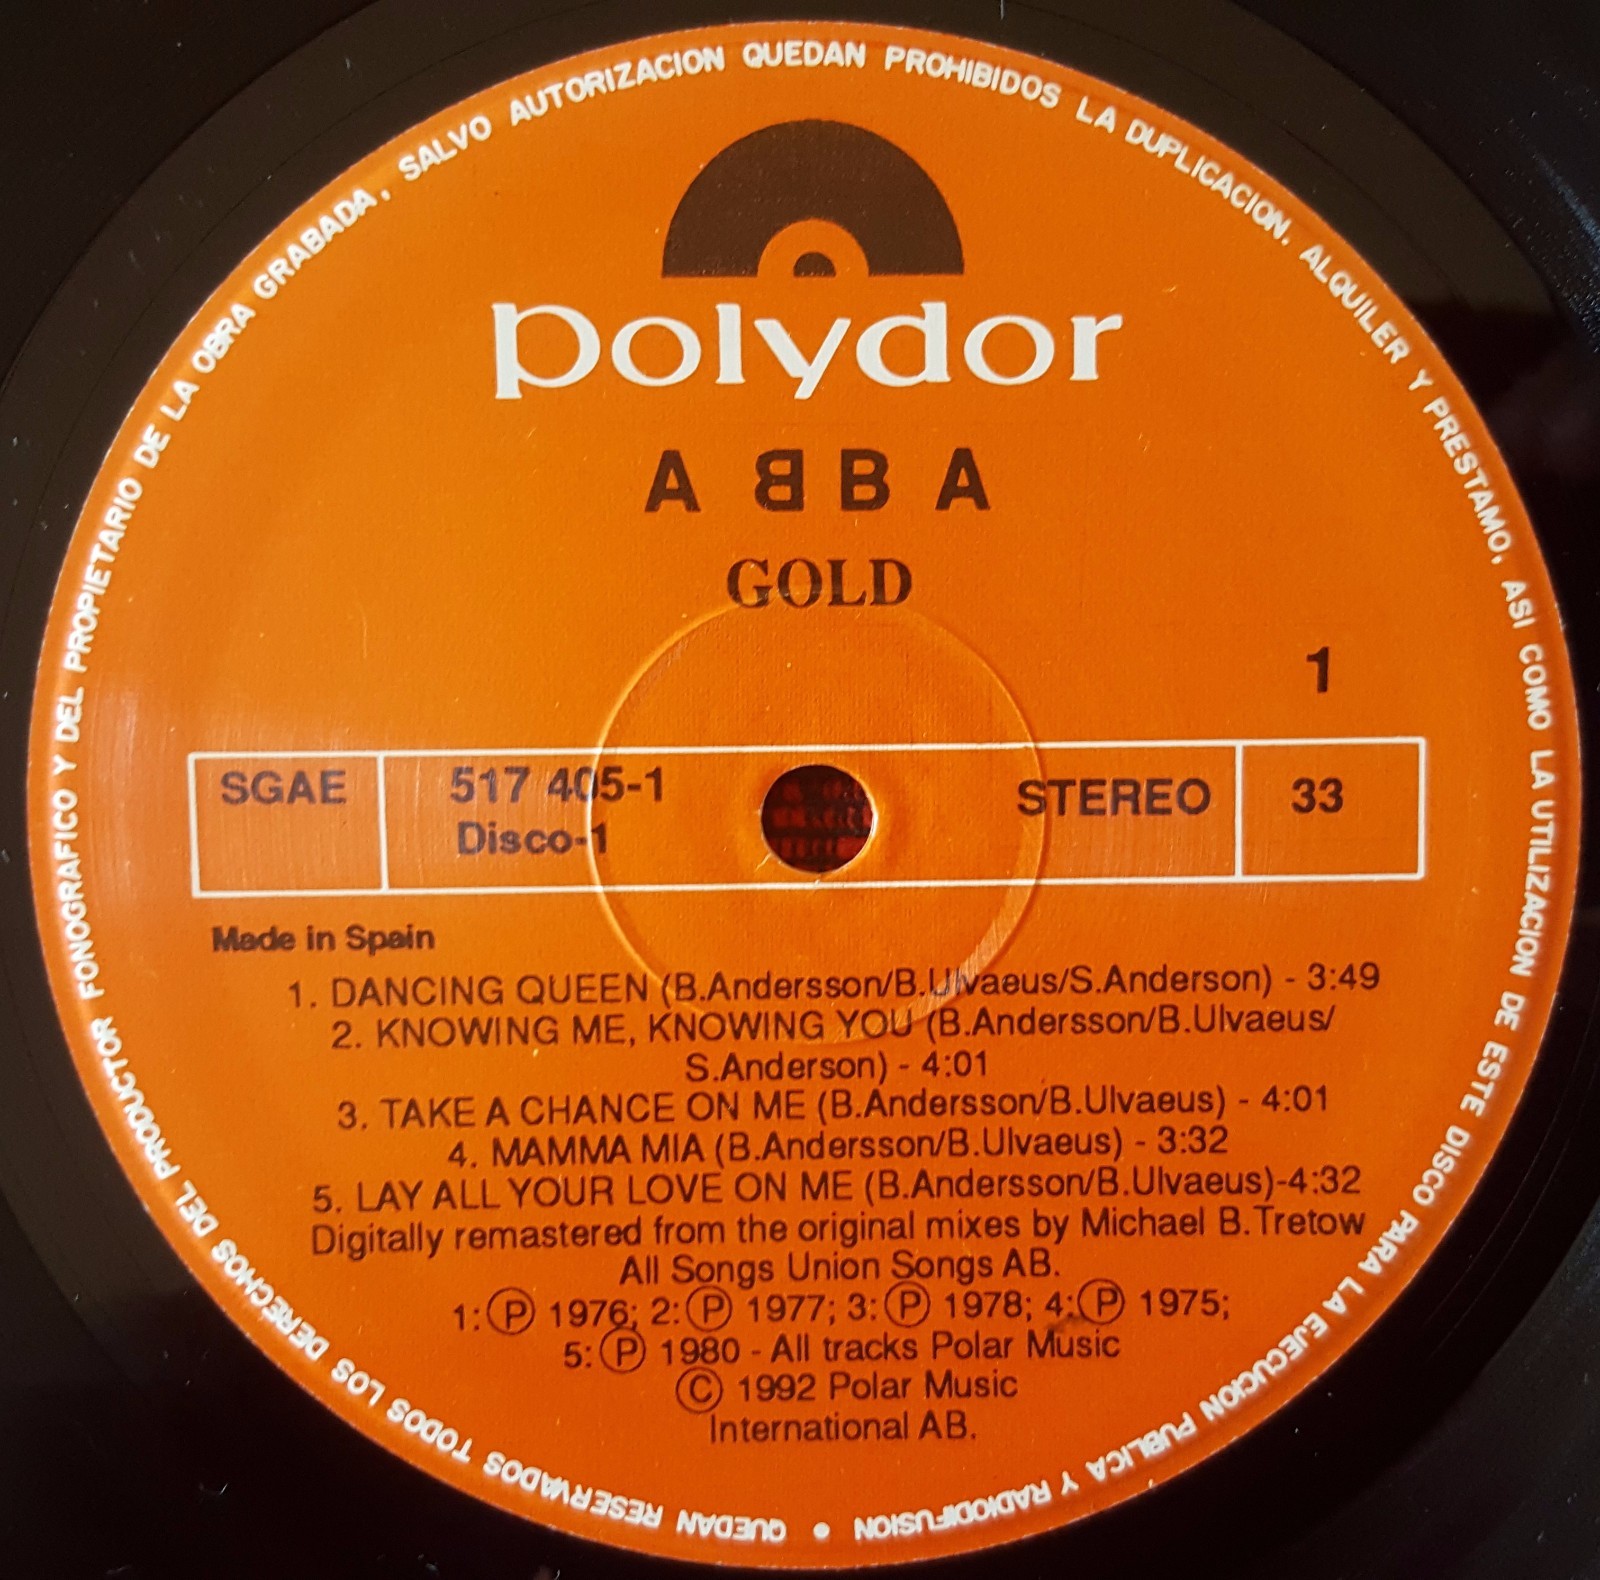 polydor
ABBA
GOLD
1
SGAE
517 405-1
Disco-1
STEREO
33
Made in Spain
1. DANCING QUEEN (B.Andersson/B.Ulvaeus/S.Anderson) - 3:49
2. KNOWING ME, KNOWING YOU (B.Andersson/B.Ulvaeus/
S.Anderson) - 4:01
3. TAKE A CHANCE ON ME (B.Andersson/B.Ulvaeus) - 4:01
4. MAMMA MIA (B.Andersson/B.Ulvaeus) - 3:32
5. LAY ALL YOUR LOVE ON ME (B.Andersson/B.Ulvaeus)-4:32
Digitally remastered from the original mixes by Michael B.Tretow
All Songs Union Songs AB.
1: Ⓟ 1976; 2: Ⓟ 1977; 3: Ⓟ 1978; 4: Ⓟ 1975;
5: Ⓟ 1980 - All tracks Polar Music
© 1992 Polar Music
International AB.
QUEDAN RESERVADOS TODOS LOS DERECHOS DEL PRODUCTOR FONOGRAFICO Y DEL PROPIETARIO DE LA OBRA GRABADA, SALVO AUTORIZACION QUEDAN PROHIBIDOS LA DUPLICACION, ALQUILER Y PRESTAMO, ASI COMO LA UTILIZACION DE ESTE DISCO PARA LA EJECUCION PUBLICA Y RADIODIFUSION •